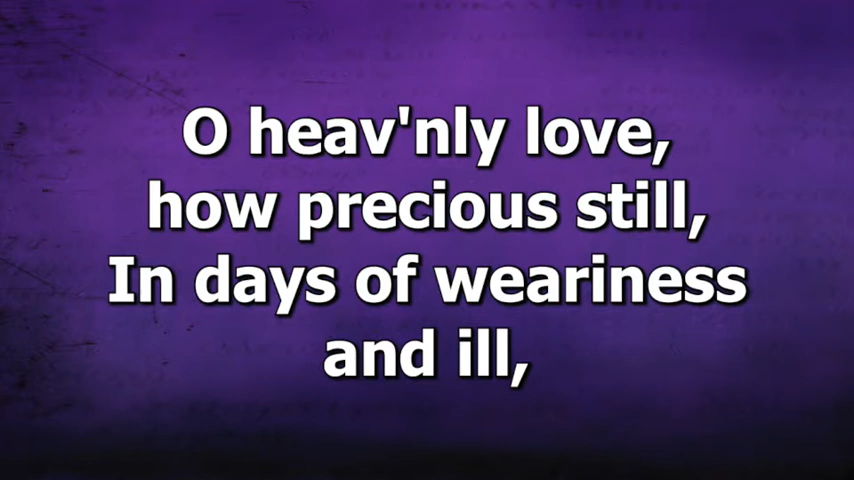 O heav'nly love,
how precious still,
In days of weariness
and ill,